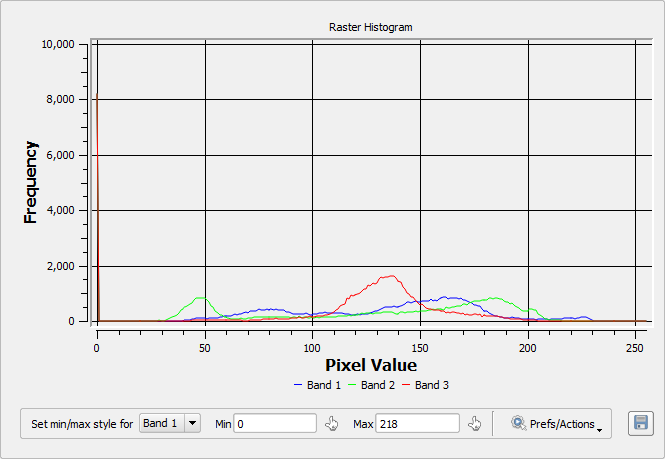 Raster Histogram
10,000
8,000
6,000
4,000
2,000
0
Frequency
0 50 100 150 200 250
Pixel Value
Band 1 Band 2 Band 3
Set min/max style for Band 1 Min 0 Max 218 Prefs/Actions